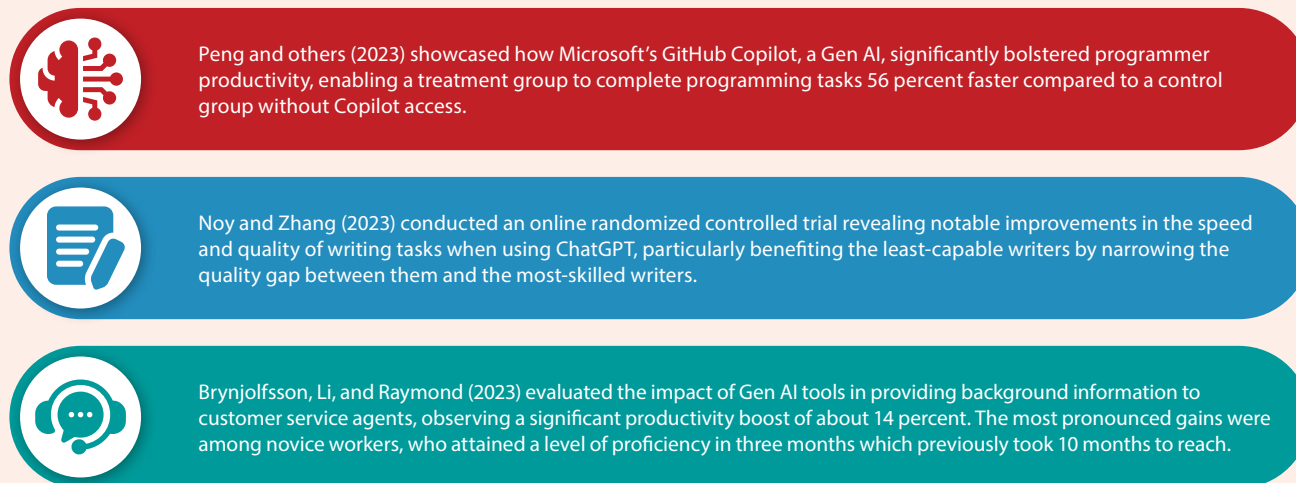 Peng and others (2023) showcased how Microsoft's GitHub Copilot, a Gen AI, significantly bolstered programmer
productivity, enabling a treatment group to complete programming tasks 56 percent faster compared to a control
group without Copilot access.
Noy and Zhang (2023) conducted an online randomized controlled trial revealing notable improvements in the speed
and quality of writing tasks when using ChatGPT, particularly benefiting the least-capable writers by narrowing the
quality gap between them and the most-skilled writers.
Brynjolfsson, Li, and Raymond (2023) evaluated the impact of Gen AI tools in providing background information to
customer service agents, observing a significant productivity boost of about 14 percent. The most pronounced gains were
among novice workers, who attained a level of proficiency in three months which previously took 10 months to reach.